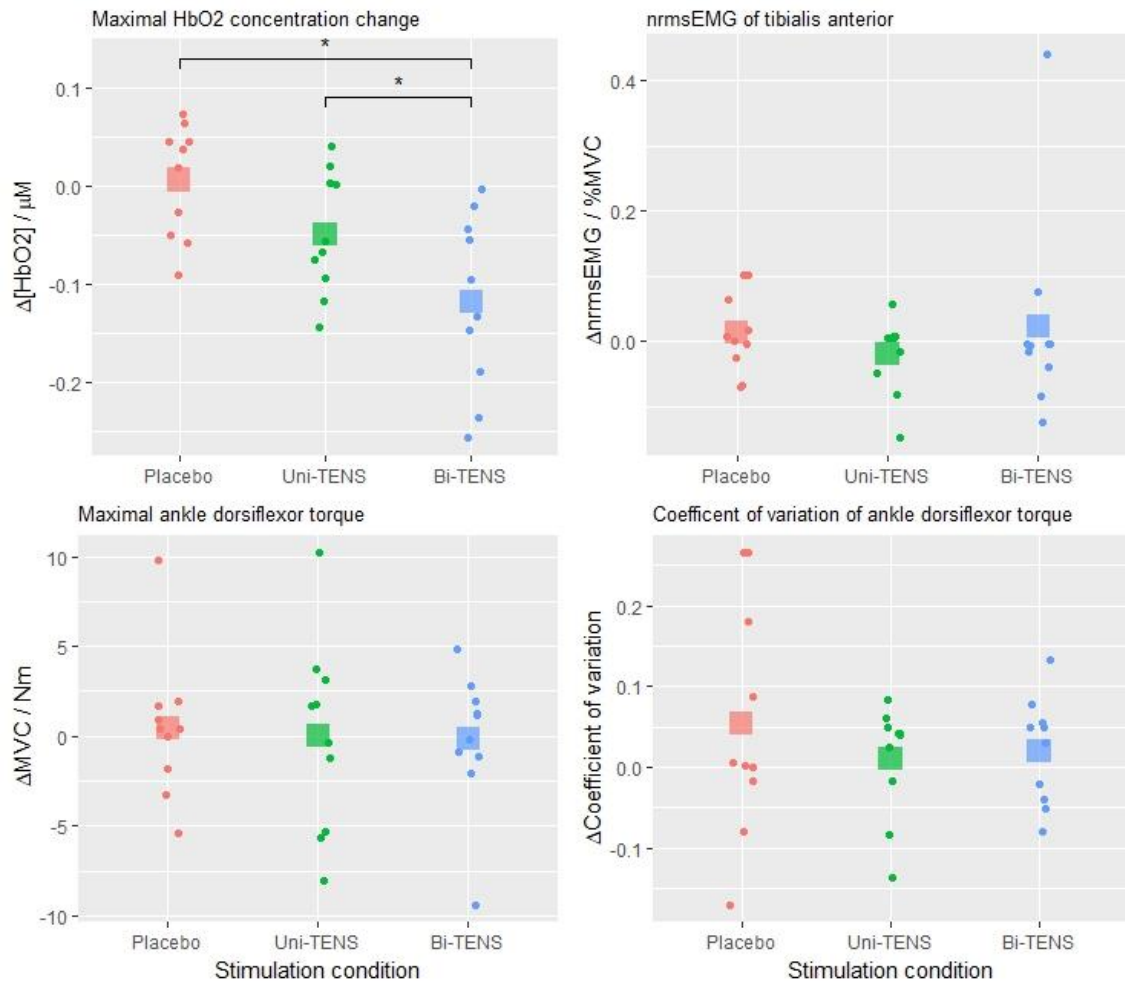 Maximal HbO2 concentration change
*
*
0.1
0.0
-0.1
-0.2
Δ[HbO2] / μM
Placebo Uni-TENS Bi-TENS
nrmsEMG of tibialis anterior
0.4
0.2
0.0
ΔnrmsEMG / %MVC
Placebo Uni-TENS Bi-TENS
Maximal ankle dorsiflexor torque
10
5
0
-5
-10
ΔMVC / Nm
Placebo Uni-TENS Bi-TENS
Stimulation condition
Coefficent of variation of ankle dorsiflexor torque
0.2
0.1
0.0
-0.1
ΔCoefficient of variation
Placebo Uni-TENS Bi-TENS
Stimulation condition